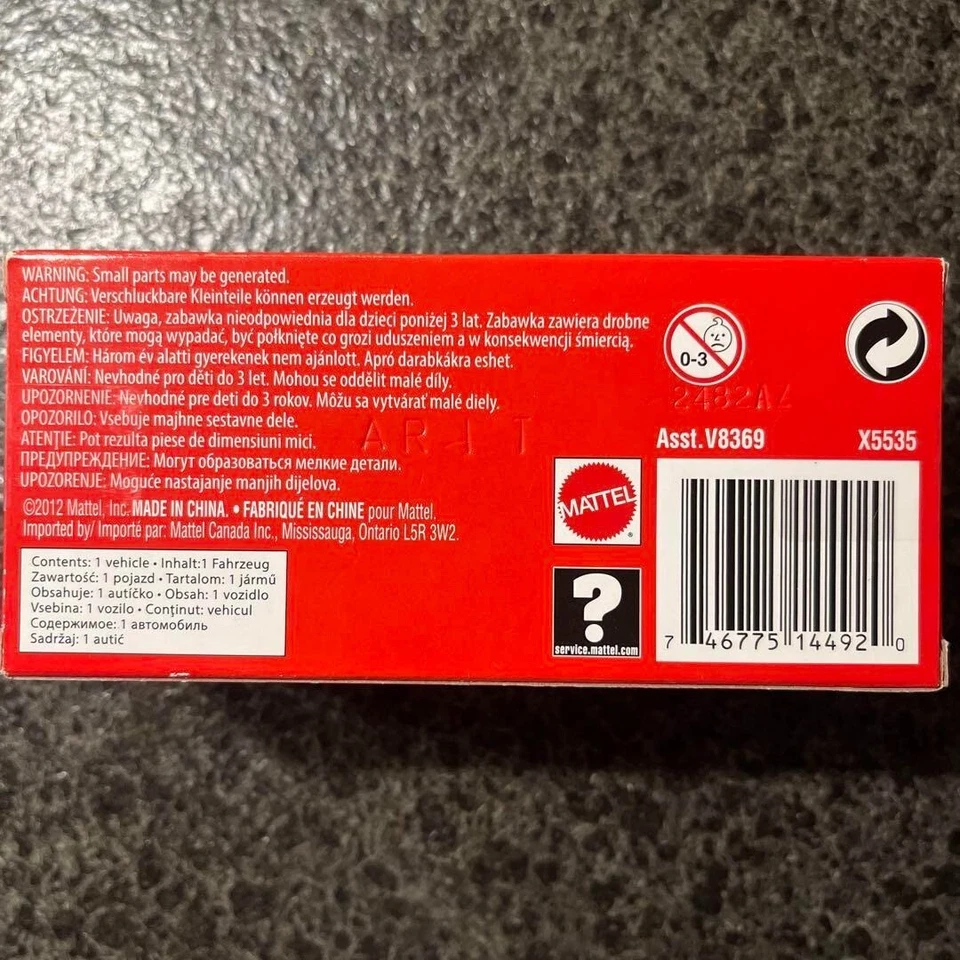 WARNING: Small parts may be generated.
ACHTUNG: Verschluckbare Kleinteile können erzeugt werden.
OSTRZEŻENIE: Uwaga, zabawka nieodpowiednia dla dzieci poniżej 3 lat. Zabawka zawiera drobne
elementy, które mogą wypadać, być połknięte co grozi uduszeniem a w konsekwencji śmiercią.
FIGYELEM: Három év alatti gyerekenek nem ajánlott. Apró darabkákra eshet.
VAROVÁNÍ: Nevhodné pro děti do 3 let. Mohou se oddělit malé díly.
UPOZORNENIE: Nevhodné pre deti do 3 rokov. Môžu sa vytvárať malé diely.
OPOZORILO: Vsebuje majhne sestavne dele.
ATENŢIE: Pot rezulta piese de dimensiuni mici.
ПРЕДУПРЕЖДЕНИЕ: Могут образоваться мелкие детали.
UPOZORENJE: Moguće nastajanje manjih dijelova.
©2012 Mattel, Inc. MADE IN CHINA. • FABRIQUÉ EN CHINE pour Mattel.
Imported by/ Importé par: Mattel Canada Inc., Mississauga, Ontario L5R 3W2.
Contents: 1 vehicle • Inhalt:1 Fahrzeug
Zawartość: 1 pojazd • Tartalom: 1 jármű
Obsahuje: 1 autíčko • Obsah: 1 vozidlo
Vsebina: 1 vozilo • Conţinut: vehicul
Содержимое: 1 автомобиль
Sadržaj: 1 autić
0-3
Asst.V8369
X5535
MATTEL
®
?
service.mattel.com
7 46775 14492 0